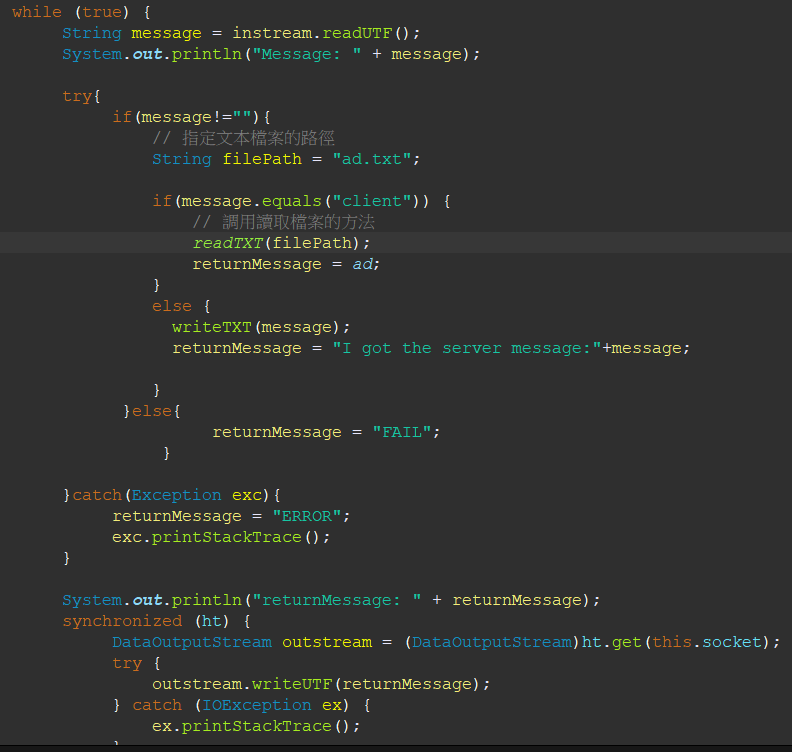 while (true) {
String message = instream.readUTF();
System.out.println("Message: " + message);
try{
if(message!=""){
// 指定文本檔案的路徑
String filePath = "ad.txt";
if(message.equals("client")) {
// 調用讀取檔案的方法
readTXT(filePath);
returnMessage = ad;
}
else {
writeTXT(message);
returnMessage = "I got the server message:"+message;
}
}else{
returnMessage = "FAIL";
}
}catch(Exception exc){
returnMessage = "ERROR";
exc.printStackTrace();
}
System.out.println("returnMessage: " + returnMessage);
synchronized (ht) {
DataOutputStream outstream = (DataOutputStream)ht.get(this.socket);
try {
outstream.writeUTF(returnMessage);
} catch (IOException ex) {
ex.printStackTrace();